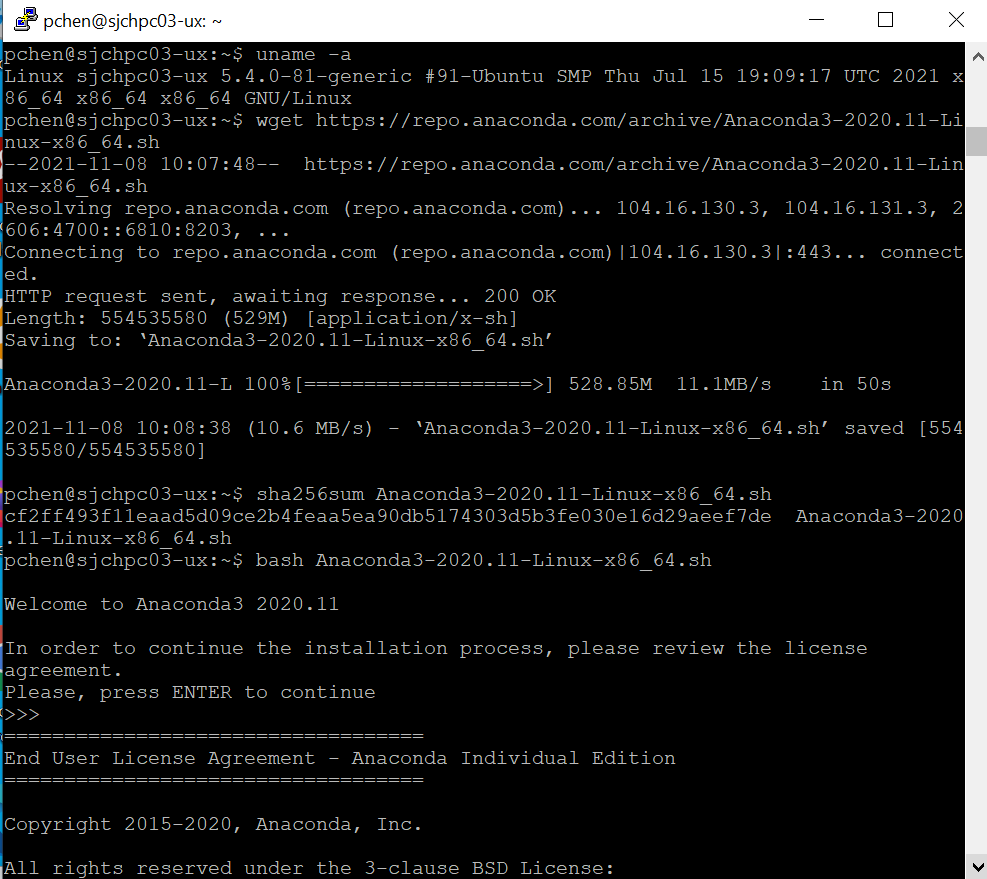 pchen@sjchpc03-ux: ~
pchen@sjchpc03-ux:~$ uname -a
Linux sjchpc03-ux 5.4.0-81-generic #91-Ubuntu SMP Thu Jul 15 19:09:17 UTC 2021 x
86_64 x86_64 x86_64 GNU/Linux
pchen@sjchpc03-ux:~$ wget https://repo.anaconda.com/archive/Anaconda3-2020.11-Li
nux-x86_64.sh
--2021-11-08 10:07:48--  https://repo.anaconda.com/archive/Anaconda3-2020.11-Lin
ux-x86_64.sh
Resolving repo.anaconda.com (repo.anaconda.com)... 104.16.130.3, 104.16.131.3, 2
606:4700::6810:8203, ...
Connecting to repo.anaconda.com (repo.anaconda.com)|104.16.130.3|:443... connect
ed.
HTTP request sent, awaiting response... 200 OK
Length: 554535580 (529M) [application/x-sh]
Saving to: ‘Anaconda3-2020.11-Linux-x86_64.sh’
Anaconda3-2020.11-L 100%[===================>] 528.85M  11.1MB/s    in 50s
2021-11-08 10:08:38 (10.6 MB/s) - ‘Anaconda3-2020.11-Linux-x86_64.sh’ saved [554
535580/554535580]
pchen@sjchpc03-ux:~$ sha256sum Anaconda3-2020.11-Linux-x86_64.sh
cf2ff493f11eaad5d09ce2b4feaa5ea90db5174303d5b3fe030e16d29aeef7de  Anaconda3-2020
.11-Linux-x86_64.sh
pchen@sjchpc03-ux:~$ bash Anaconda3-2020.11-Linux-x86_64.sh
Welcome to Anaconda3 2020.11
In order to continue the installation process, please review the license
agreement.
Please, press ENTER to continue
>>>
===================================
End User License Agreement - Anaconda Individual Edition
===================================
Copyright 2015-2020, Anaconda, Inc.
All rights reserved under the 3-clause BSD License: